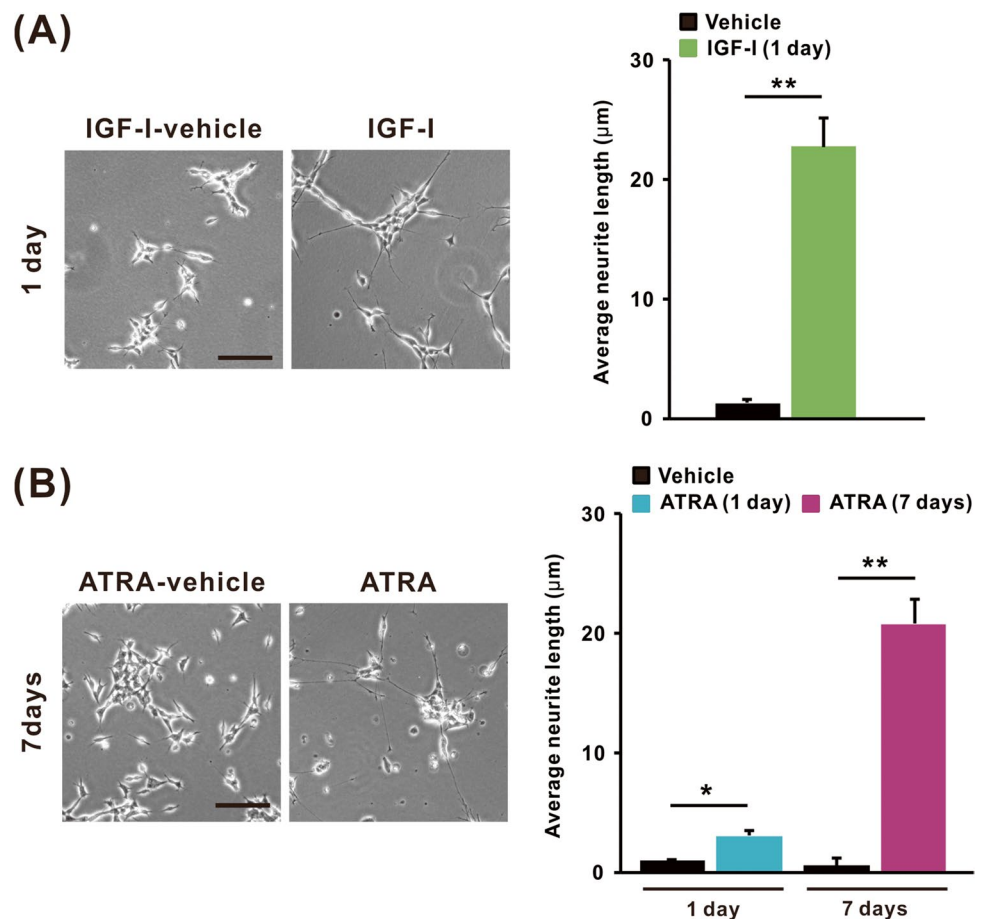 (A)
IGF-I-vehicle
IGF-I
1 day
Vehicle
IGF-I (1 day)
Average neurite length (μm)
30
20
10
0
**
(B)
ATRA-vehicle
ATRA
7days
Vehicle
ATRA (1 day)
ATRA (7 days)
Average neurite length (μm)
30
20
10
0
*
**
1 day
7 days